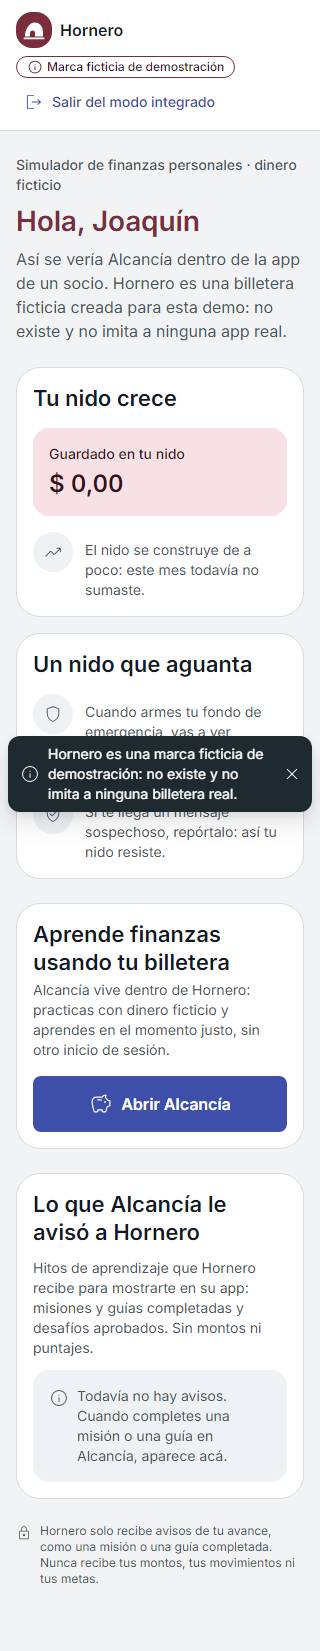 Hornero
Marca ficticia de demostración
Salir del modo integrado
Simulador de finanzas personales · dinero
ficticio
Hola, Joaquín
Así se vería Alcancía dentro de la app
de un socio. Hornero es una billetera
ficticia creada para esta demo: no
existe y no imita a ninguna app real.
Tu nido crece
Guardado en tu nido
$ 0,00
El nido se construye de a
poco: este mes todavía no
sumaste.
Un nido que aguanta
Cuando armes tu fondo de
emergencia, vas a ver
Hornero es una marca ficticia de
demostración: no existe y no
imita a ninguna billetera real.
Si te llega un mensaje
sospechoso, repórtalo: así tu
nido resiste.
Aprende finanzas
usando tu billetera
Alcancía vive dentro de Hornero:
practicas con dinero ficticio y
aprendes en el momento justo, sin
otro inicio de sesión.
Abrir Alcancía
Lo que Alcancía le
avisó a Hornero
Hitos de aprendizaje que Hornero
recibe para mostrarte en su app:
misiones y guías completadas y
desafíos aprobados. Sin montos ni
puntajes.
Todavía no hay avisos.
Cuando completes una
misión o una guía en
Alcancía, aparece acá.
Hornero solo recibe avisos de tu avance,
como una misión o una guía completada.
Nunca recibe tus montos, tus movimientos ni
tus metas.